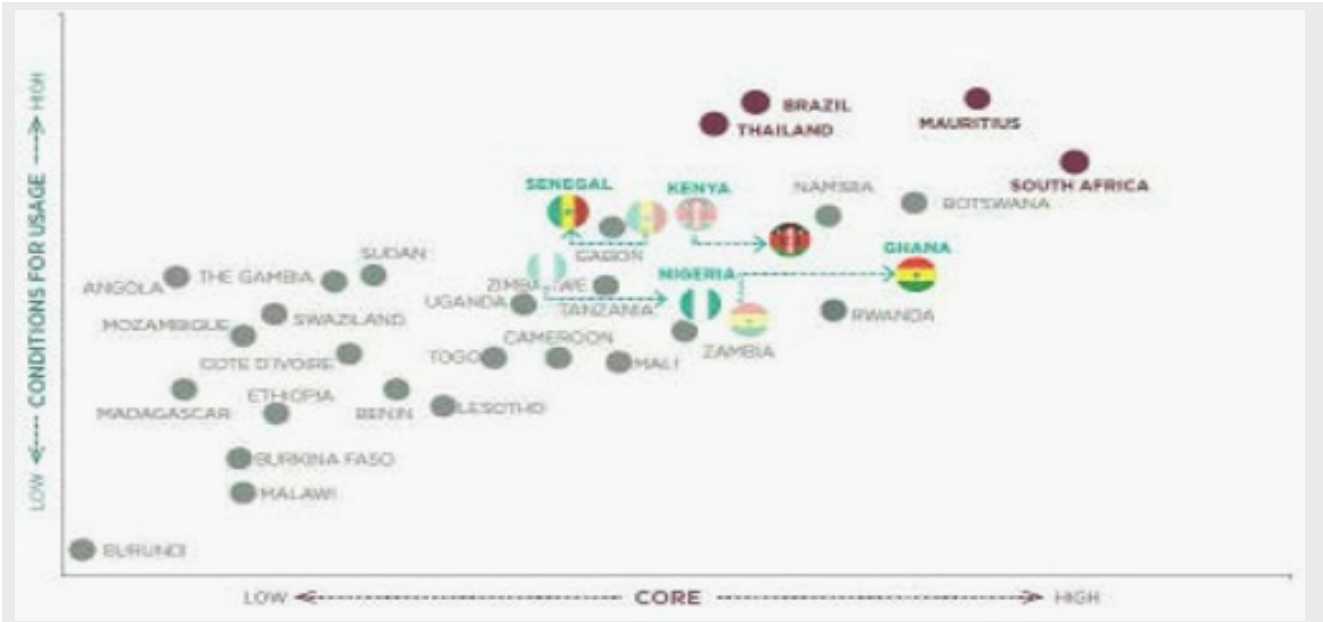 HIGH
CONDITIONS FOR USAGE
LOW
BRAZIL
THAILAND
MAURITIUS
SOUTH AFRICA
SENEGAL
KENYA
NAMIBIA
BOTSWANA
GABON
GHANA
SUDAN
ANGOLA
THE GAMBIA
NIGERIA
UGANDA
TANZANIA
RWANDA
MOZAMBIQUE
SWAZILAND
CAMEROON
ZAMBIA
COTE D'IVOIRE
TOGO
MALI
ETHIOPIA
MADAGASCAR
BENIN
LESOTHO
BURKINA FASO
MALAWI
BURUNDI
LOW
CORE
HIGH